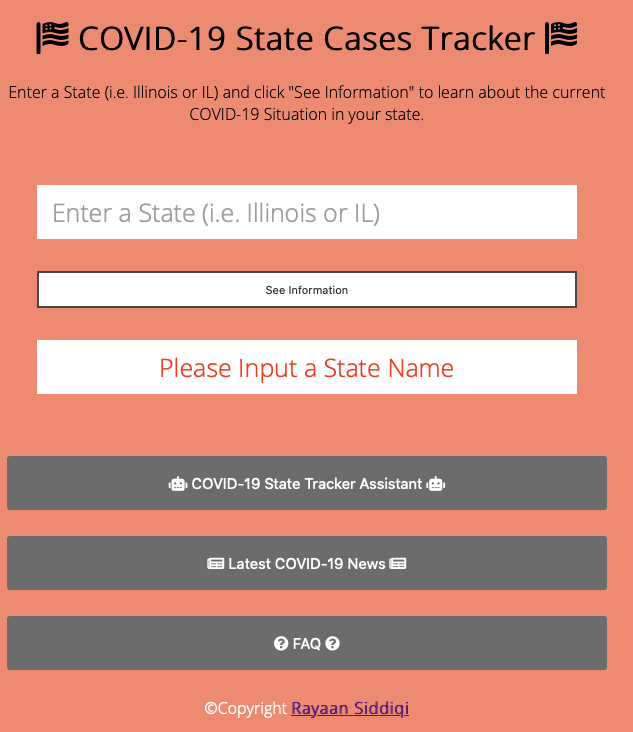 COVID-19 State Cases Tracker
Enter a State (i.e. Illinois or IL) and click "See Information" to learn about the current
COVID-19 Situation in your state.
Enter a State (i.e. Illinois or IL)
See Information
Please Input a State Name
COVID-19 State Tracker Assistant
Latest COVID-19 News
FAQ
©Copyright Rayaan Siddiqi